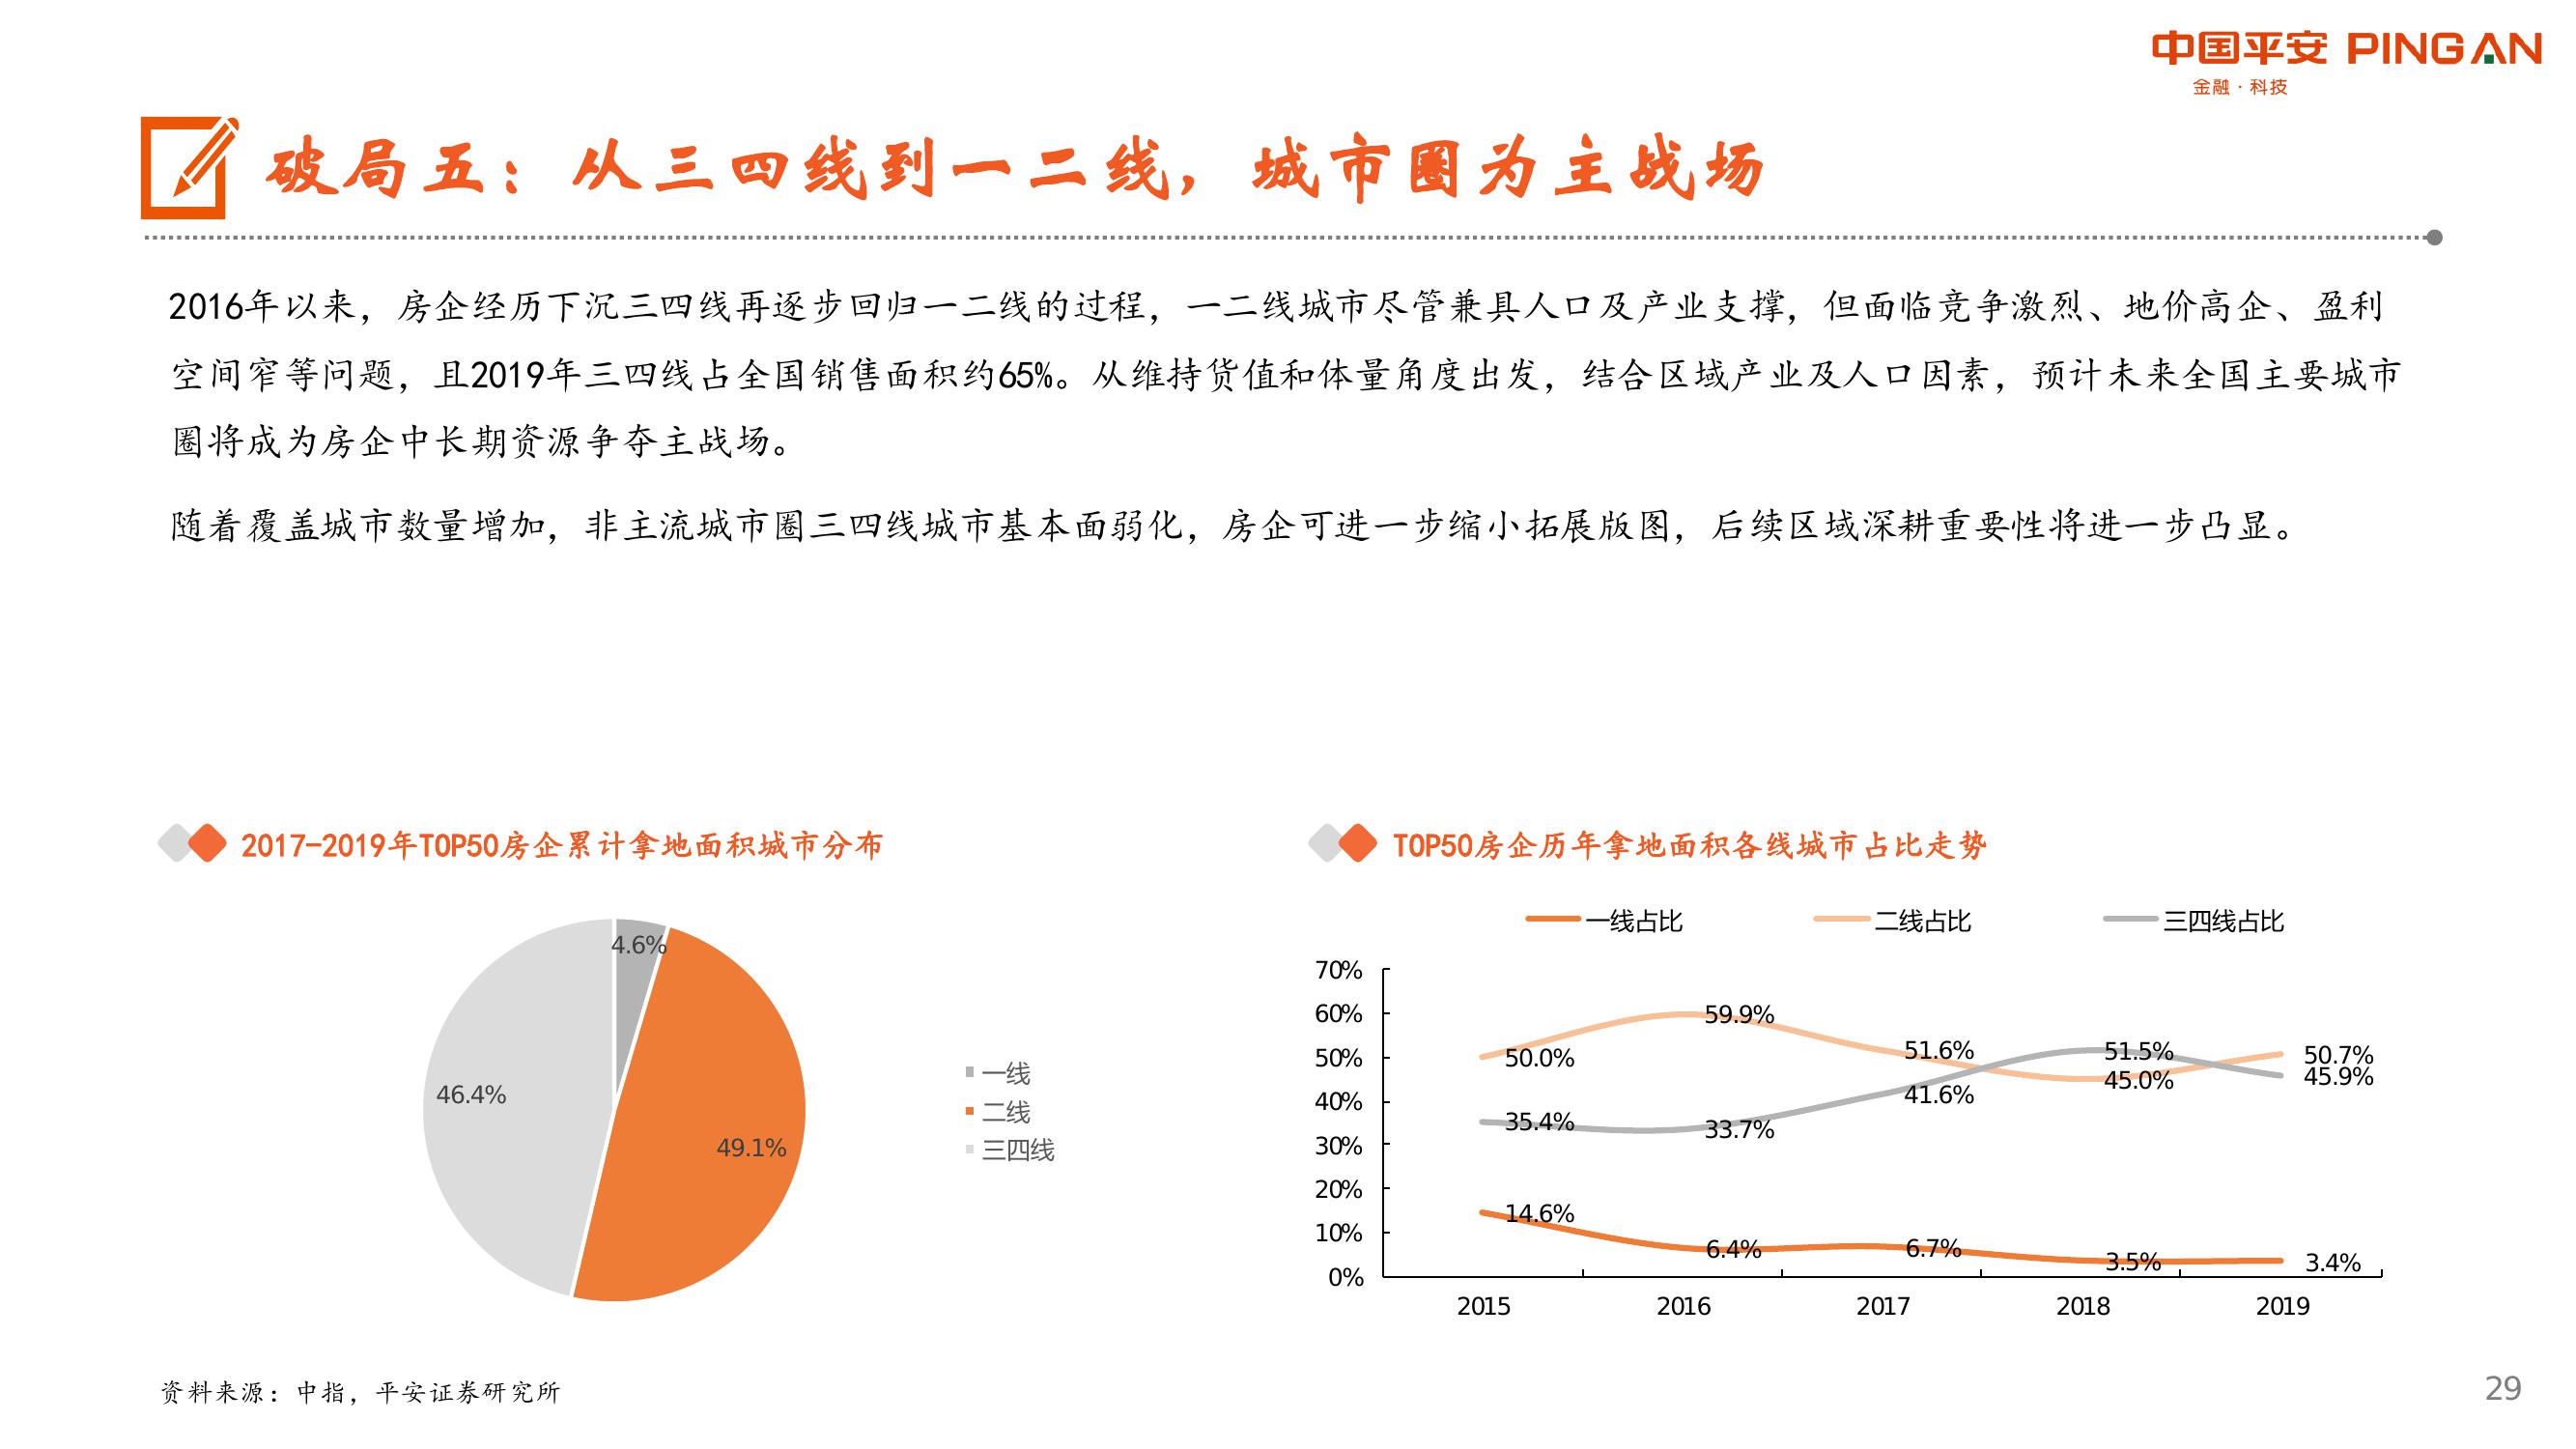 中国平安 PINGAN
金融·科技
破局五：从三四线到一二线，城市圈为主战场
2016年以来，房企经历下沉三四线再逐步回归一二线的过程，一二线城市尽管兼具人口及产业支撑，但面临竞争激烈、地价高企、盈利
空间窄等问题，且2019年三四线占全国销售面积约65%。从维持货值和体量角度出发，结合区域产业及人口因素，预计未来全国主要城市
圈将成为房企中长期资源争夺主战场。
随着覆盖城市数量增加，非主流城市圈三四线城市基本面弱化，房企可进一步缩小拓展版图，后续区域深耕重要性将进一步凸显。
2017-2019年TOP50房企累计拿地面积城市分布
4.6%
46.4%
49.1%
一线
二线
三四线
TOP50房企历年拿地面积各线城市占比走势
一线占比 二线占比 三四线占比
70%
60%
50%
40%
30%
20%
10%
0%
50.0% 59.9% 51.6% 45.0% 50.7%
35.4% 33.7% 41.6% 51.5% 45.9%
14.6% 6.4% 6.7% 3.5% 3.4%
2015 2016 2017 2018 2019
资料来源：中指，平安证券研究所
29